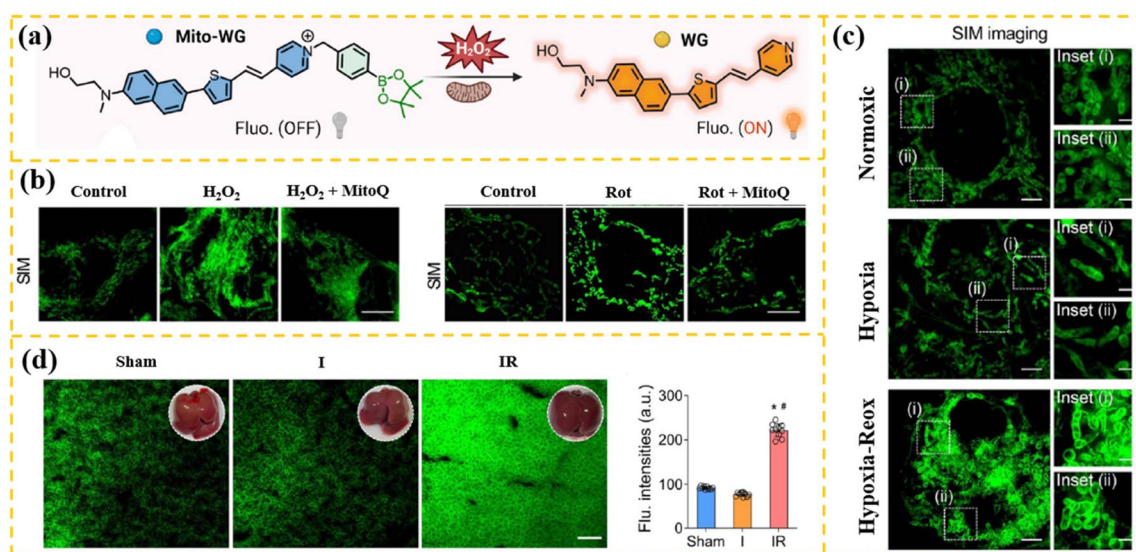 (a)
Mito-WG
HO
N
S
N
+
B
O
O
Fluo. (OFF)
H₂O₂
WG
HO
N
S
N
Fluo. (ON)
(b)
Control
H₂O₂
H₂O₂ + MitoQ
SIM
Control
Rot
Rot + MitoQ
SIM
(c)
SIM imaging
Normoxic
(i)
(ii)
Inset (i)
Inset (ii)
Hypoxia
(i)
(ii)
Inset (i)
Inset (ii)
Hypoxia-Reox
(i)
(ii)
Inset (i)
Inset (ii)
(d)
Sham
I
IR
Flu. intensities (a.u.)
300
200
100
0
* #
Sham I IR